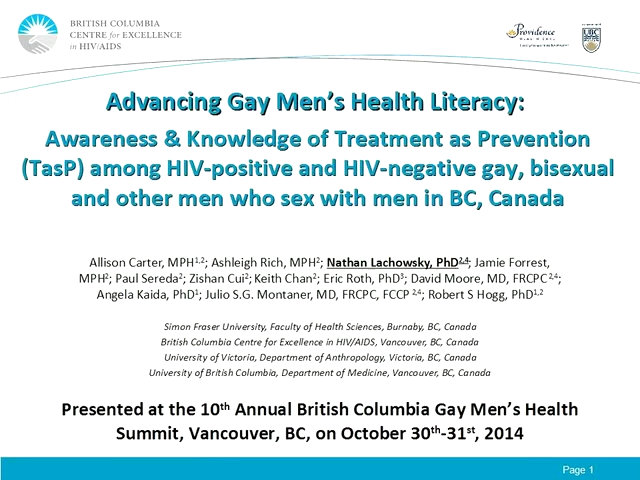 BRITISH COLUMBIA
CENTRE for EXCELLENCE
in HIV/AIDS
Providence
UBC
Advancing Gay Men's Health Literacy:
Awareness & Knowledge of Treatment as Prevention
(TasP) among HIV-positive and HIV-negative gay, bisexual
and other men who sex with men in BC, Canada
Allison Carter, MPH1,2; Ashleigh Rich, MPH2; Nathan Lachowsky, PhD2,4; Jamie Forrest,
MPH2; Paul Sereda2; Zishan Cui2; Keith Chan2; Eric Roth, PhD3; David Moore, MD, FRCPC 2,4;
Angela Kaida, PhD1; Julio S.G. Montaner, MD, FRCPC, FCCP 2,4; Robert S Hogg, PhD1,2
Simon Fraser University, Faculty of Health Sciences, Burnaby, BC, Canada
British Columbia Centre for Excellence in HIV/AIDS, Vancouver, BC, Canada
University of Victoria, Department of Anthropology, Victoria, BC, Canada
University of British Columbia, Department of Medicine, Vancouver, BC, Canada
Presented at the 10th Annual British Columbia Gay Men's Health
Summit, Vancouver, BC, on October 30th-31st, 2014
Page 1